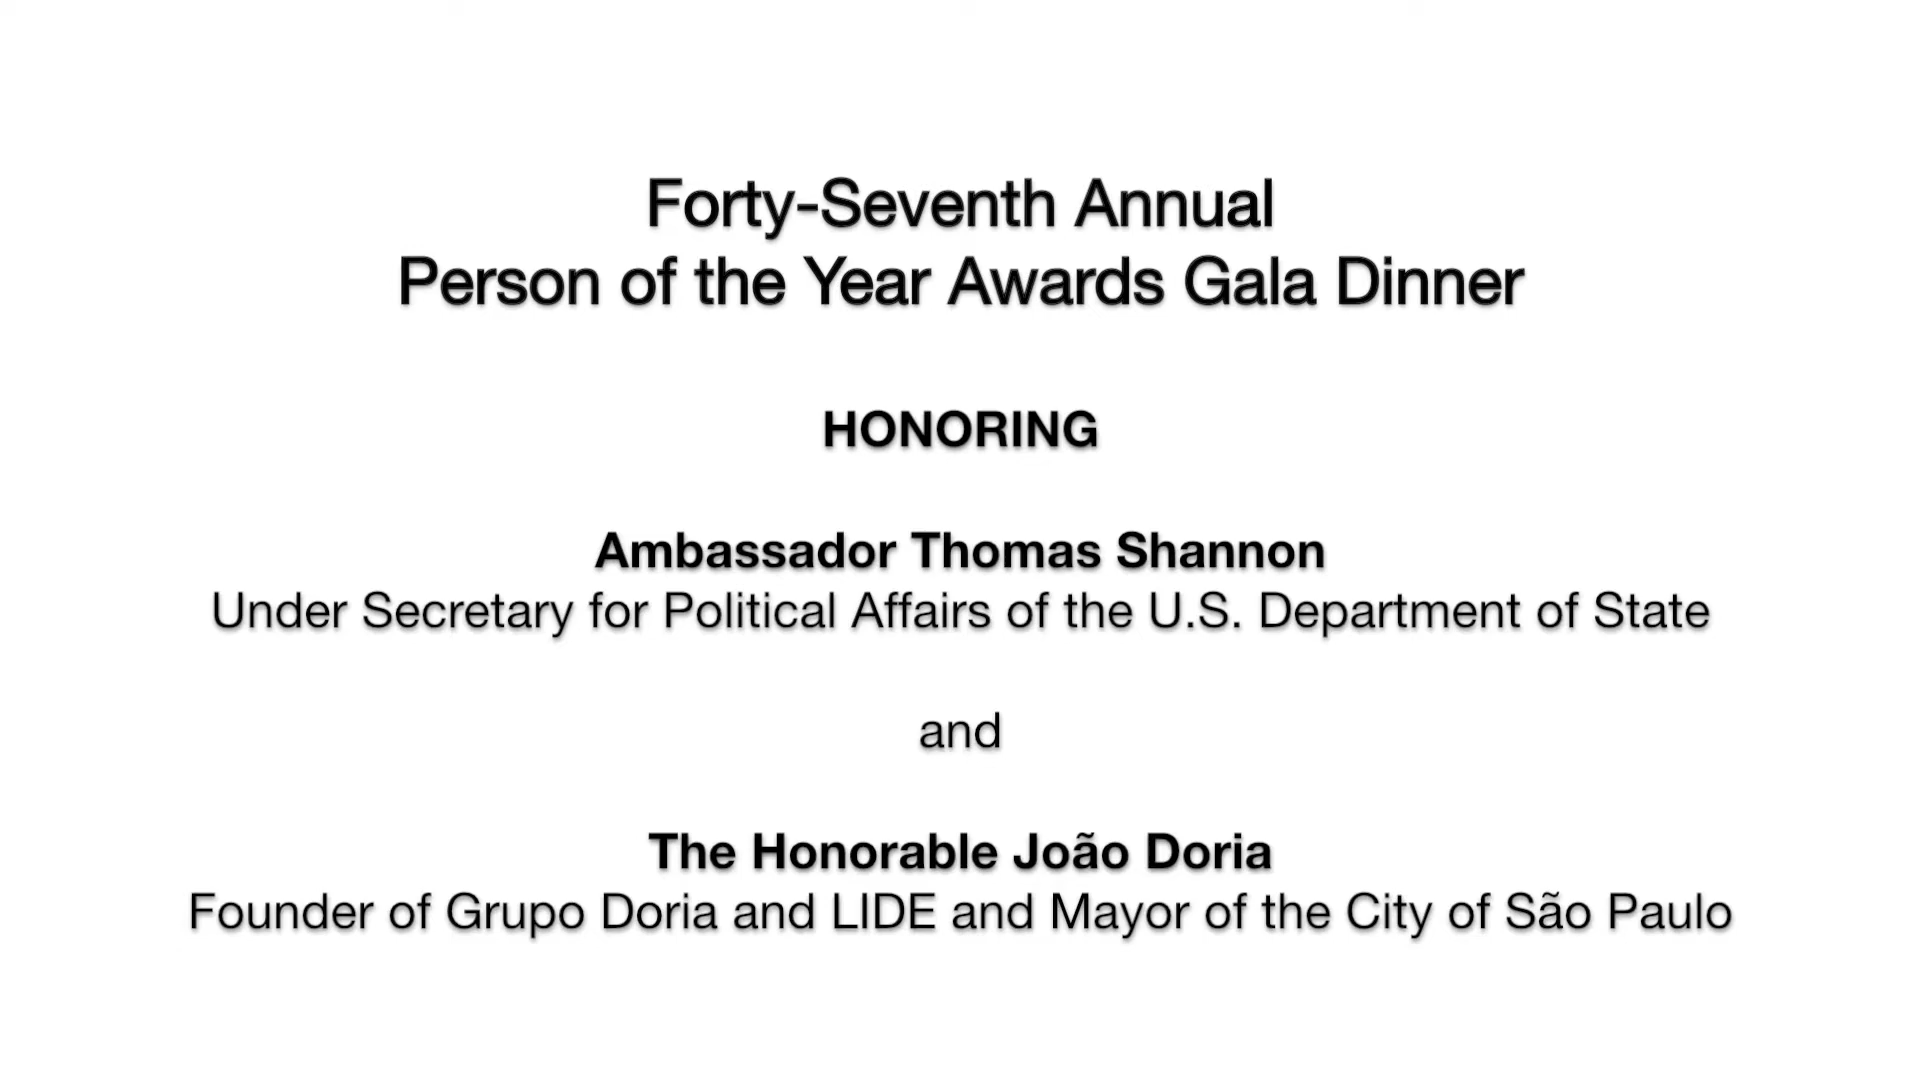 Forty-Seventh Annual
Person of the Year Awards Gala Dinner
HONORING
Ambassador Thomas Shannon
Under Secretary for Political Affairs of the U.S. Department of State
and
The Honorable João Doria
Founder of Grupo Doria and LIDE and Mayor of the City of São Paulo